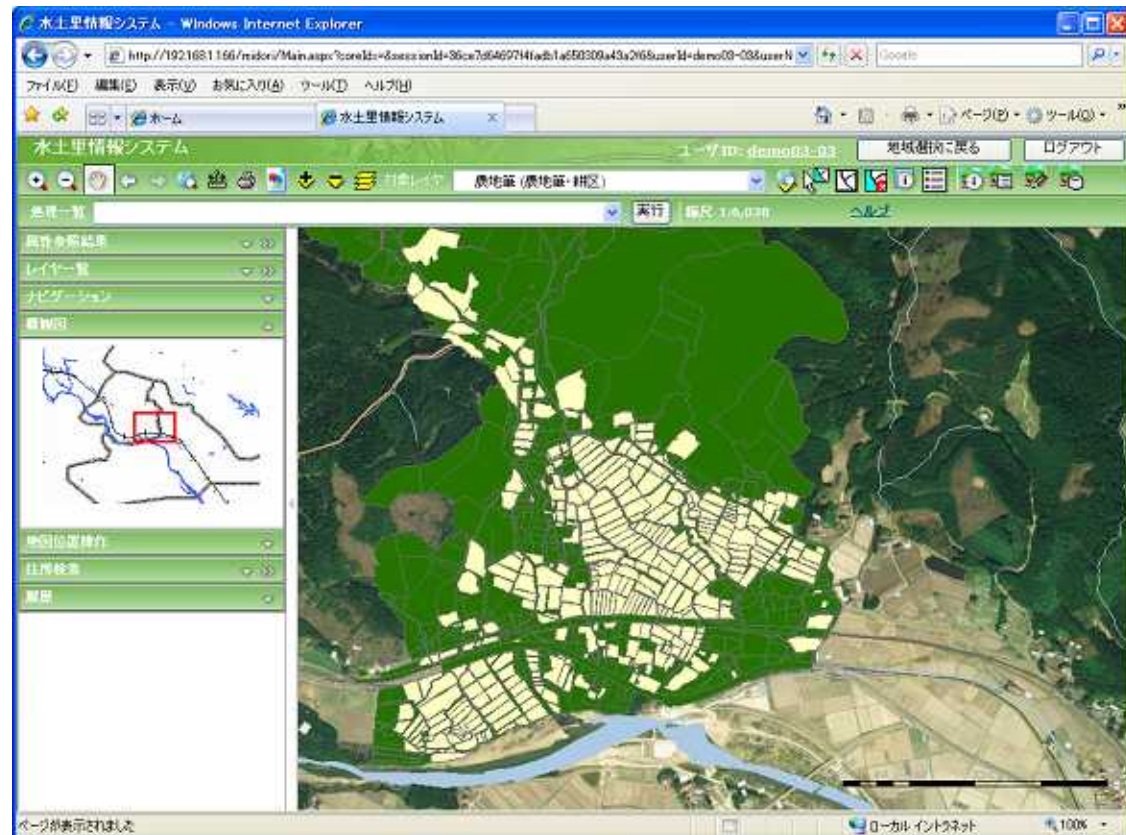 水土里情報システム - Windows Internet Explorer
ファイル(F) 編集(E) 表示(V) お気に入り(A) ツール(T) ヘルプ(H)
ホーム 水土里情報システム ページ(P) ツール(O)
水土里情報システム ユーザID: demo03-03 地域選択に戻る ログアウト
対象レイヤ 農地筆 (農地筆・耕区)
処理一覧 実行 縮尺 1:6,030 ヘルプ
属性参照結果
レイヤ一覧
ナビゲーション
概観図
地図位置操作
住所検索
履歴
ページが表示されました ローカル イントラネット 100%